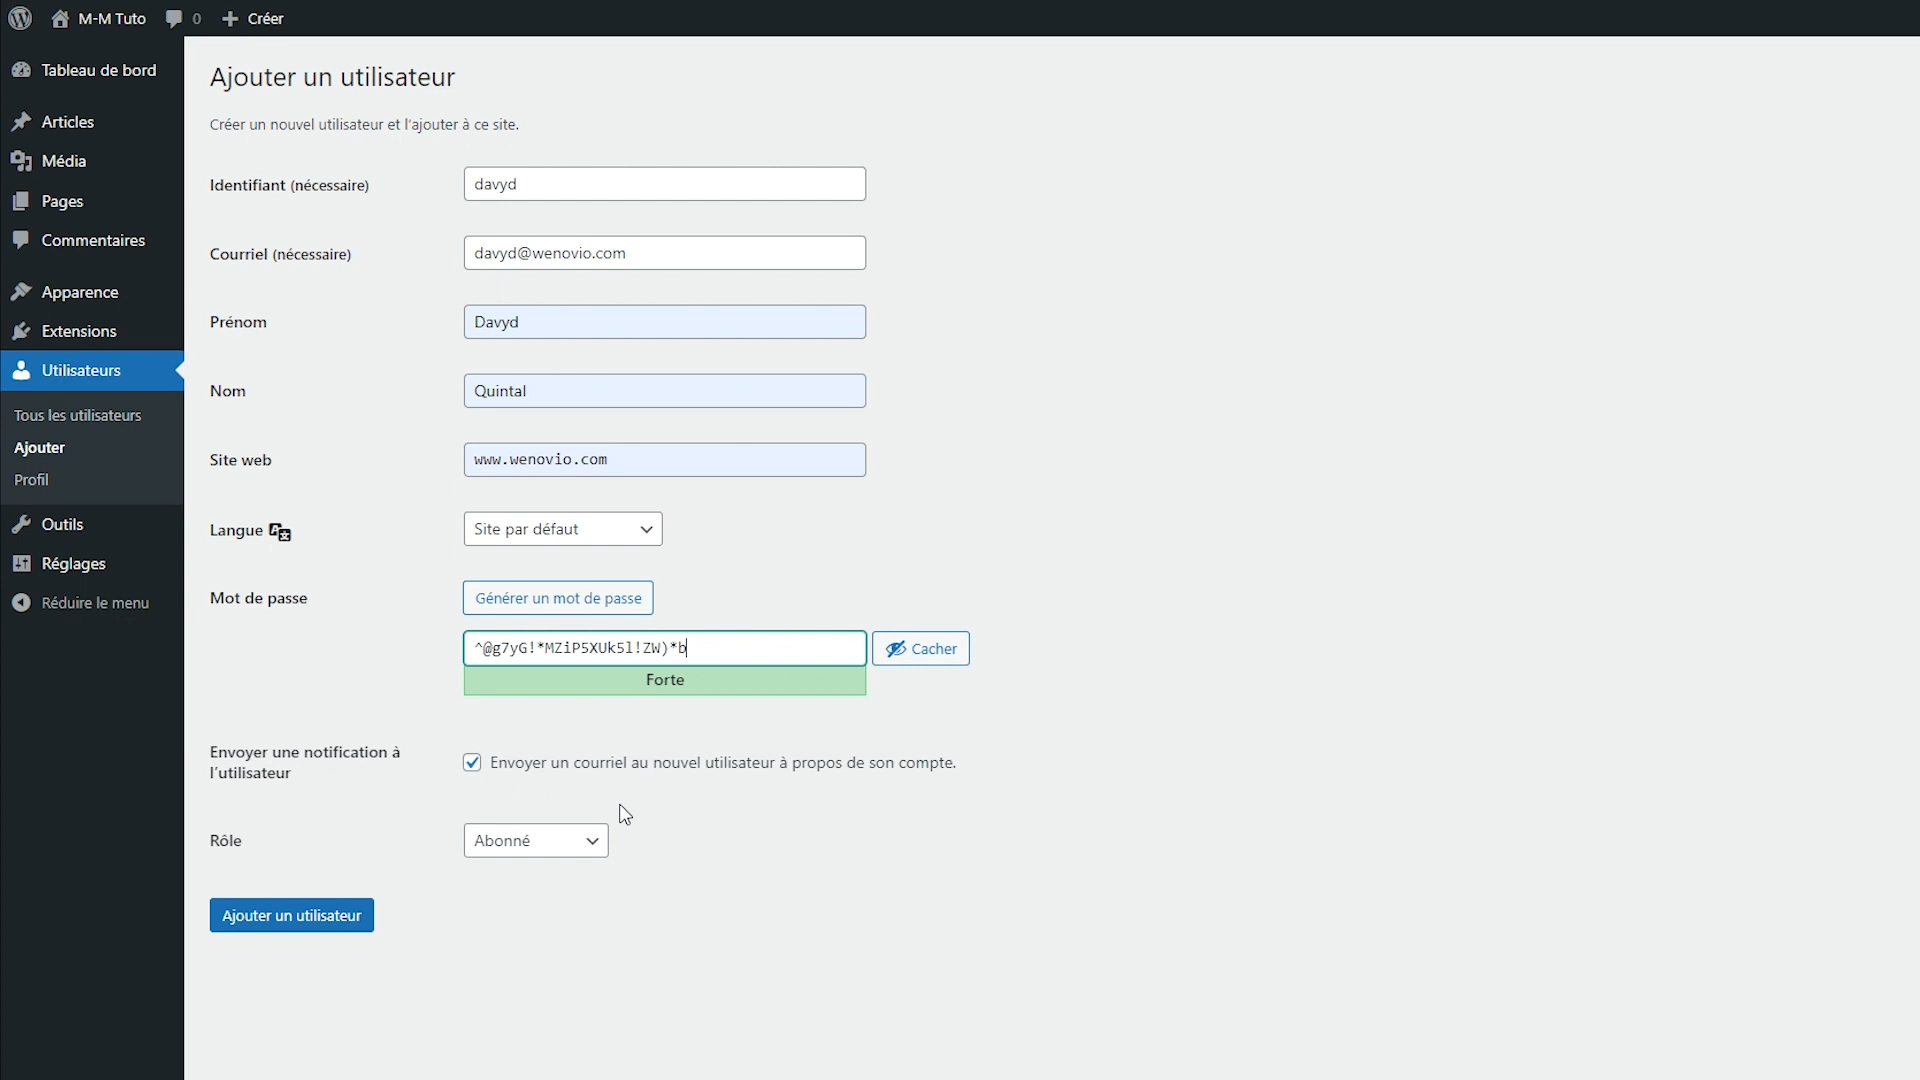 M-M Tuto 0 Créer
Tableau de bord
Articles
Média
Pages
Commentaires
Apparence
Extensions
Utilisateurs
Tous les utilisateurs
Ajouter
Profil
Outils
Réglages
Réduire le menu
Ajouter un utilisateur
Créer un nouvel utilisateur et l'ajouter à ce site.
Identifiant (nécessaire) davyd
Courriel (nécessaire) davyd@wenovio.com
Prénom Davyd
Nom Quintal
Site web www.wenovio.com
Langue Site par défaut
Mot de passe Générer un mot de passe
^@g7yG!*MZiP5XUk5l!ZW)*b Cacher
Forte
Envoyer une notification à
l'utilisateur
Envoyer un courriel au nouvel utilisateur à propos de son compte.
Rôle Abonné
Ajouter un utilisateur